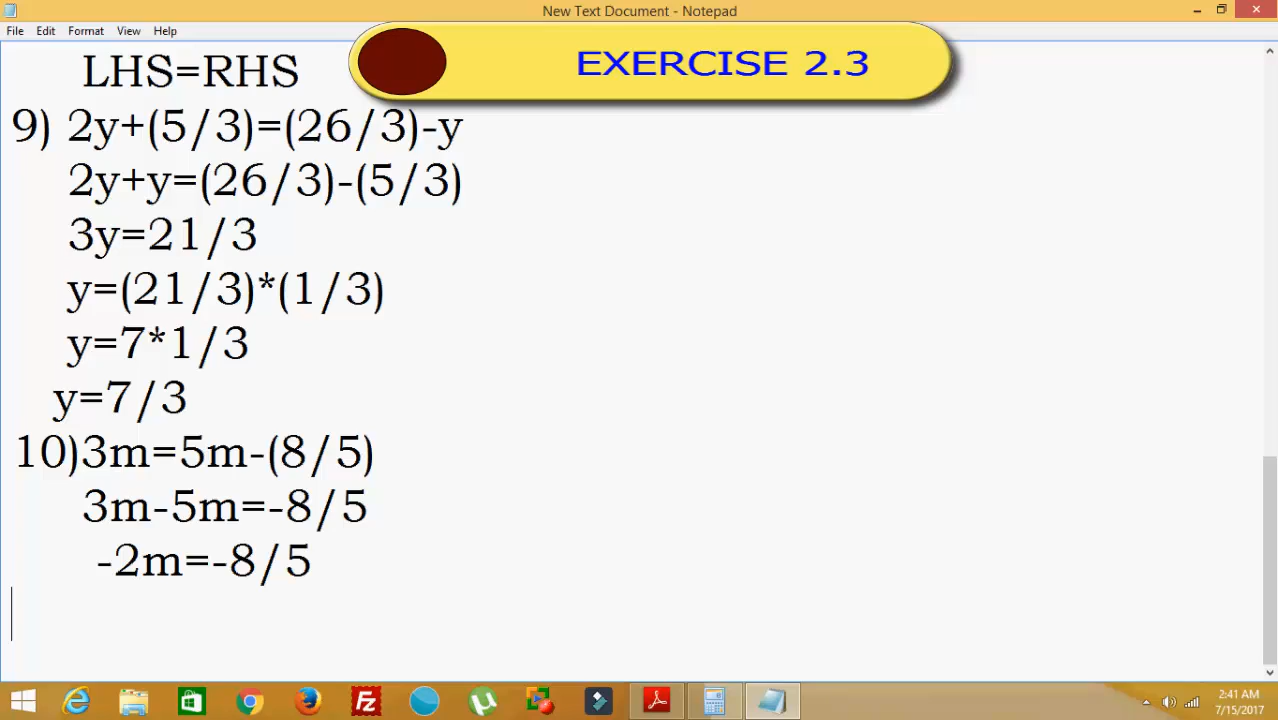 New Text Document - Notepad
File Edit Format View Help
EXERCISE 2.3
LHS=RHS
9) 2y+(5/3)=(26/3)-y
2y+y=(26/3)-(5/3)
3y=21/3
y=(21/3)*(1/3)
y=7*1/3
y=7/3
10)3m=5m-(8/5)
3m-5m=-8/5
-2m=-8/5
Fz
2:41 AM
7/15/2017